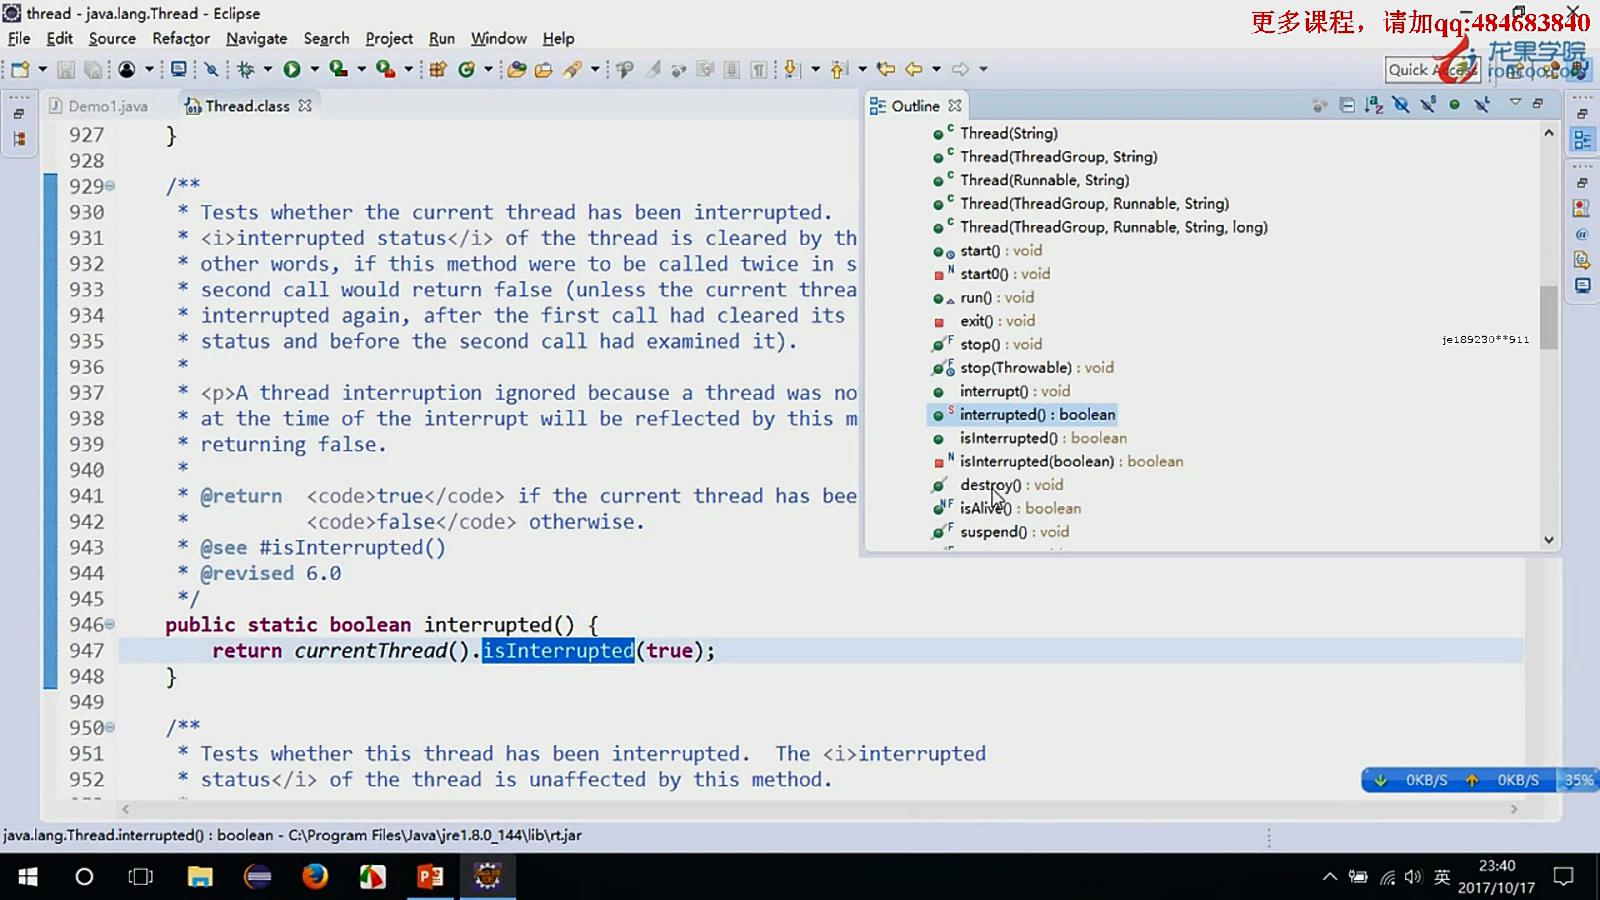 thread - java.lang.Thread - Eclipse
更多课程，请加qq:484683840
File Edit Source Refactor Navigate Search Project Run Window Help
龙果学院
Quick
Demo1.java
Thread.class
Outline
927 }
928
929 /**
930 * Tests whether the current thread has been interrupted.
931 * <i>interrupted status</i> of the thread is cleared by th
932 * other words, if this method were to be called twice in s
933 * second call would return false (unless the current threa
934 * interrupted again, after the first call had cleared its
935 * status and before the second call had examined it).
936 *
937 * <p>A thread interruption ignored because a thread was no
938 * at the time of the interrupt will be reflected by this m
939 * returning false.
940 *
941 * @return <code>true</code> if the current thread has bee
942 * <code>false</code> otherwise.
943 * @see #isInterrupted()
944 * @revised 6.0
945 */
946 public static boolean interrupted() {
947 return currentThread().isInterrupted(true);
948 }
949
950 /**
951 * Tests whether this thread has been interrupted. The <i>interrupted
952 * status</i> of the thread is unaffected by this method.
Thread(String)
Thread(ThreadGroup, String)
Thread(Runnable, String)
Thread(ThreadGroup, Runnable, String)
Thread(ThreadGroup, Runnable, String, long)
start() : void
start0() : void
run() : void
exit() : void
stop() : void
stop(Throwable) : void
interrupt() : void
interrupted() : boolean
isInterrupted() : boolean
isInterrupted(boolean) : boolean
destroy() : void
isAlive() : boolean
suspend() : void
je189230**911
0KB/S 0KB/S 35%
java.lang.Thread.interrupted() : boolean - C:\Program Files\Java\jre1.8.0_144\lib\rt.jar
英
23:40
2017/10/17